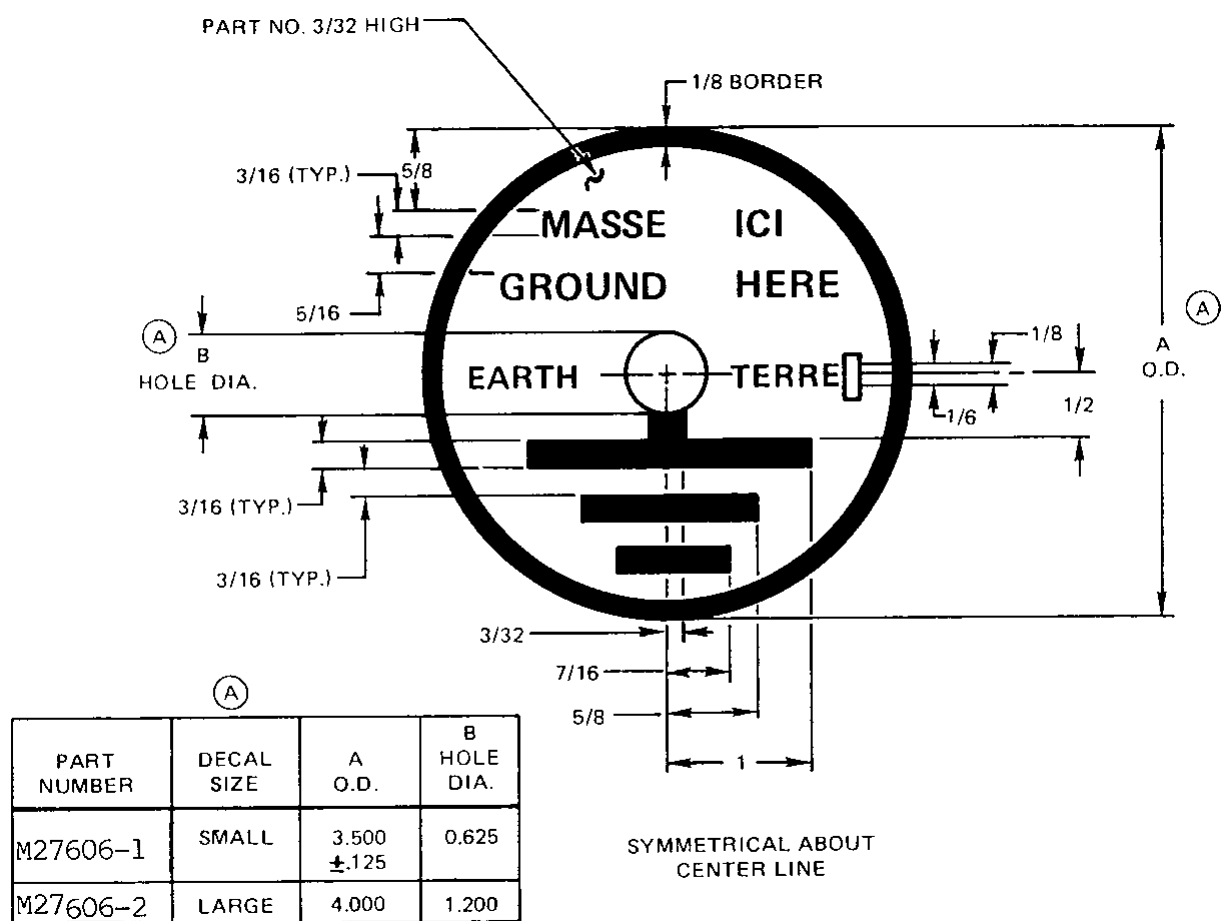 PART NO. 3/32 HIGH
1/8 BORDER
3/16 (TYP.)
5/8
MASSE ICI
GROUND HERE
5/16
A
B
HOLE DIA.
EARTH TERRE
1/8
1/6
1/2
A
A
O.D.
3/16 (TYP.)
3/16 (TYP.)
3/32
7/16
5/8
1
A
PART NUMBER DECAL SIZE A O.D. B HOLE DIA.
M27606-1 SMALL 3.500 0.625
±.125
M27606-2 LARGE 4.000 1.200
SYMMETRICAL ABOUT
CENTER LINE